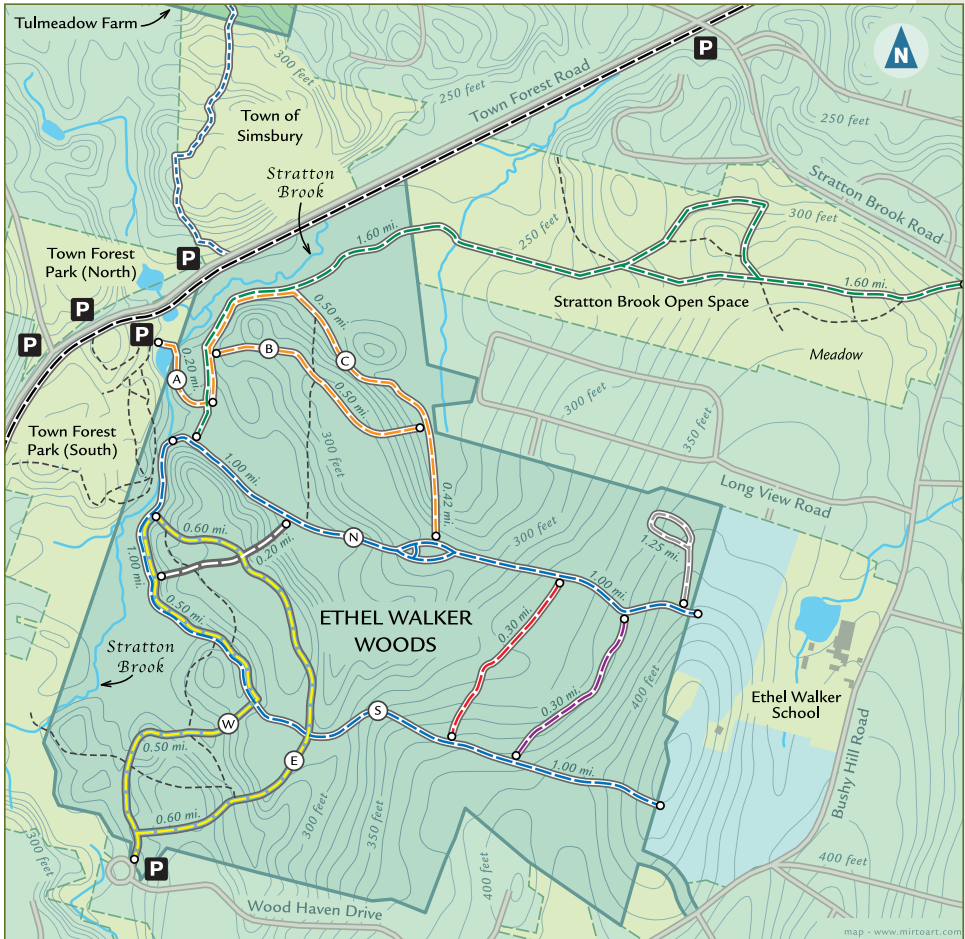 Tulmeadow Farm
P
N
300 feet
250 feet
Town Forest Road
Town of
Simsbury
250 feet
Stratton
Brook
Stratton Brook Road
1.60 mi.
250 feet
300 feet
Town Forest
Park (North)
P
1.60 mi.
Stratton Brook Open Space
P
P
P
0.50 mi.
B
C
0.20 mi.
A
Meadow
0.50 mi.
300 feet
350 feet
Town Forest
Park (South)
300 feet
1.00 mi.
0.42 mi.
Long View Road
0.60 mi.
N
300 feet
1.25 mi.
0.20 mi.
1.00 mi.
1.00 mi.
0.50 mi.
ETHEL WALKER
WOODS
0.30 mi.
Stratton
Brook
0.30 mi.
400 feet
Ethel Walker
School
S
W
0.50 mi.
E
1.00 mi.
Bushy Hill Road
0.60 mi.
300 feet
350 feet
300 feet
P
400 feet
400 feet
Wood Haven Drive
map - www.mirtoart.com